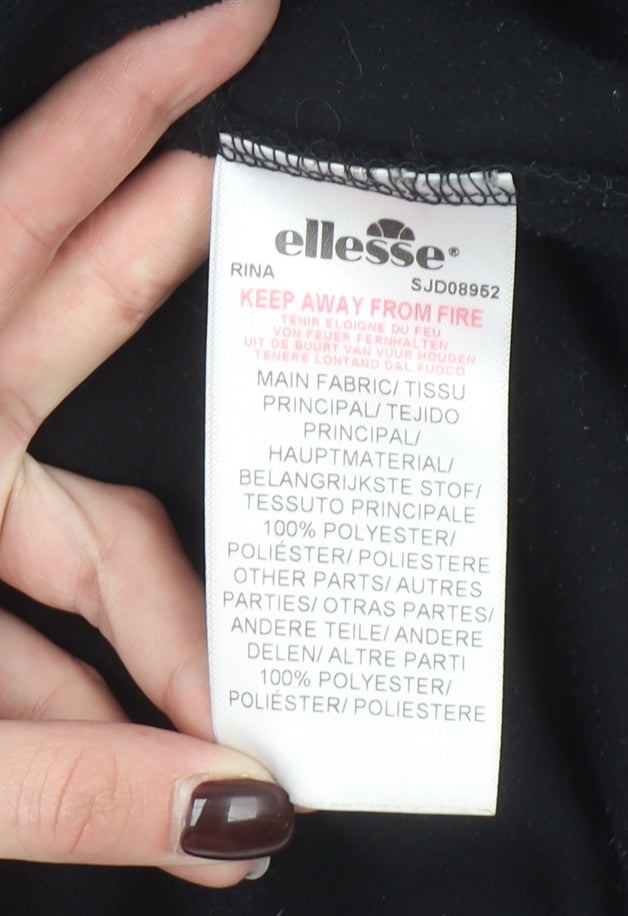 ellesse®
RINA SJD08952
KEEP AWAY FROM FIRE
TENIR ELOIGNE DU FEU
VON FEUER FERNHALTEN
UIT DE BUURT VAN VUUR HOUDEN
TENERE LONTANO DAL FUOCO
MAIN FABRIC/ TISSU
PRINCIPAL/ TEJIDO
PRINCIPAL/
HAUPTMATERIAL/
BELANGRIJKSTE STOF/
TESSUTO PRINCIPALE
100% POLYESTER/
POLIÉSTER/ POLIESTERE
OTHER PARTS/ AUTRES
PARTIES/ OTRAS PARTES/
ANDERE TEILE/ ANDERE
DELEN/ ALTRE PARTI
100% POLYESTER/
POLIÉSTER/ POLIESTERE